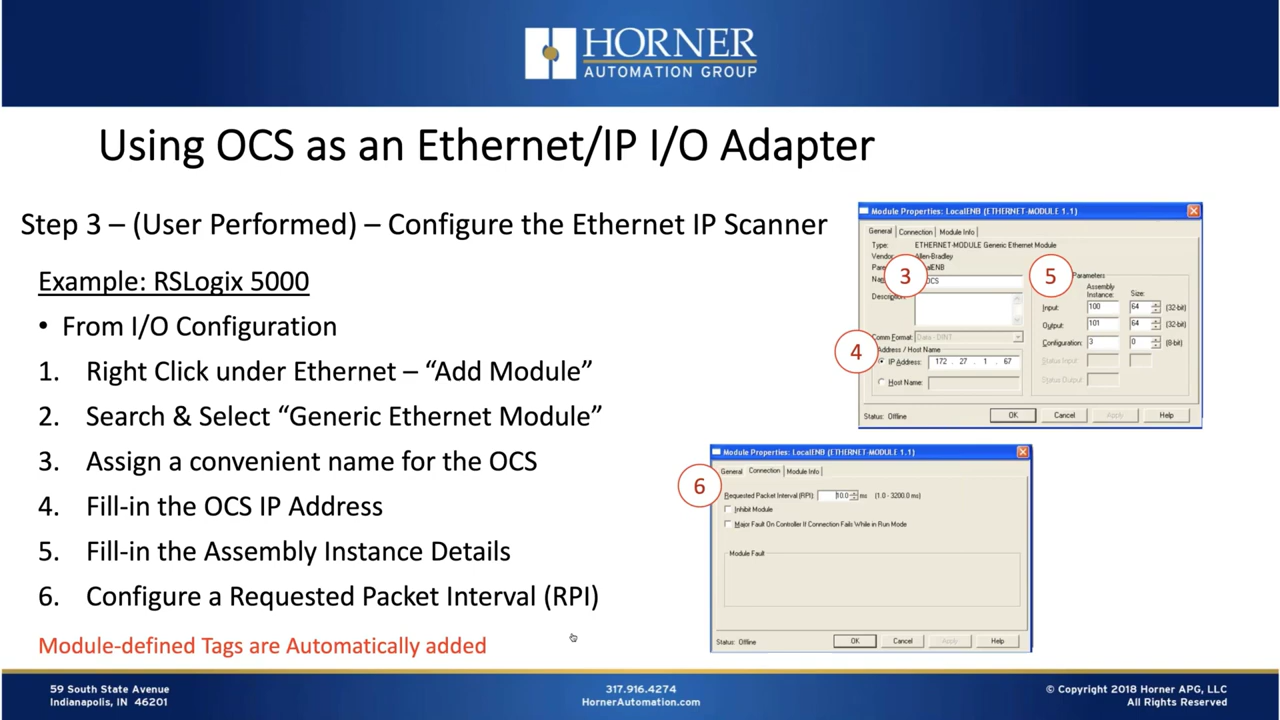 HORNER
AUTOMATION GROUP
Using OCS as an Ethernet/IP I/O Adapter
Step 3 – (User Performed) – Configure the Ethernet IP Scanner
Example: RSLogix 5000
• From I/O Configuration
1. Right Click under Ethernet – “Add Module”
2. Search & Select “Generic Ethernet Module”
3. Assign a convenient name for the OCS
4. Fill-in the OCS IP Address
5. Fill-in the Assembly Instance Details
6. Configure a Requested Packet Interval (RPI)
Module-defined Tags are Automatically added
Module Properties: LocalENB (ETHERNET-MODULE 1.1)
General Connection Module Info
Type: ETHERNET-MODULE Generic Ethernet Module
Vendor: Allen-Bradley
3
5
Parameters
OCS
Description:
Assembly
Instance: Size:
Input: 100 64 (32-bit)
Output: 101 64 (32-bit)
Configuration: 3 0 (8-bit)
Status Input:
Status Output:
Comm Format: Data - DINT
4
Address / Host Name
IP Address: 172 . 27 . 1 . 67
Host Name:
Status: Offline OK Cancel Apply Help
Module Properties: LocalENB (ETHERNET-MODULE 1.1)
General Connection Module Info
6
Requested Packet Interval (RPI): 10.0 ms (1.0 - 3200.0 ms)
Inhibit Module
Major Fault On Controller If Connection Fails While in Run Mode
Module Fault
Status: Offline OK Cancel Apply Help
59 South State Avenue
Indianapolis, IN 46201
317.916.4274
HornerAutomation.com
© Copyright 2018 Horner APG, LLC
All Rights Reserved